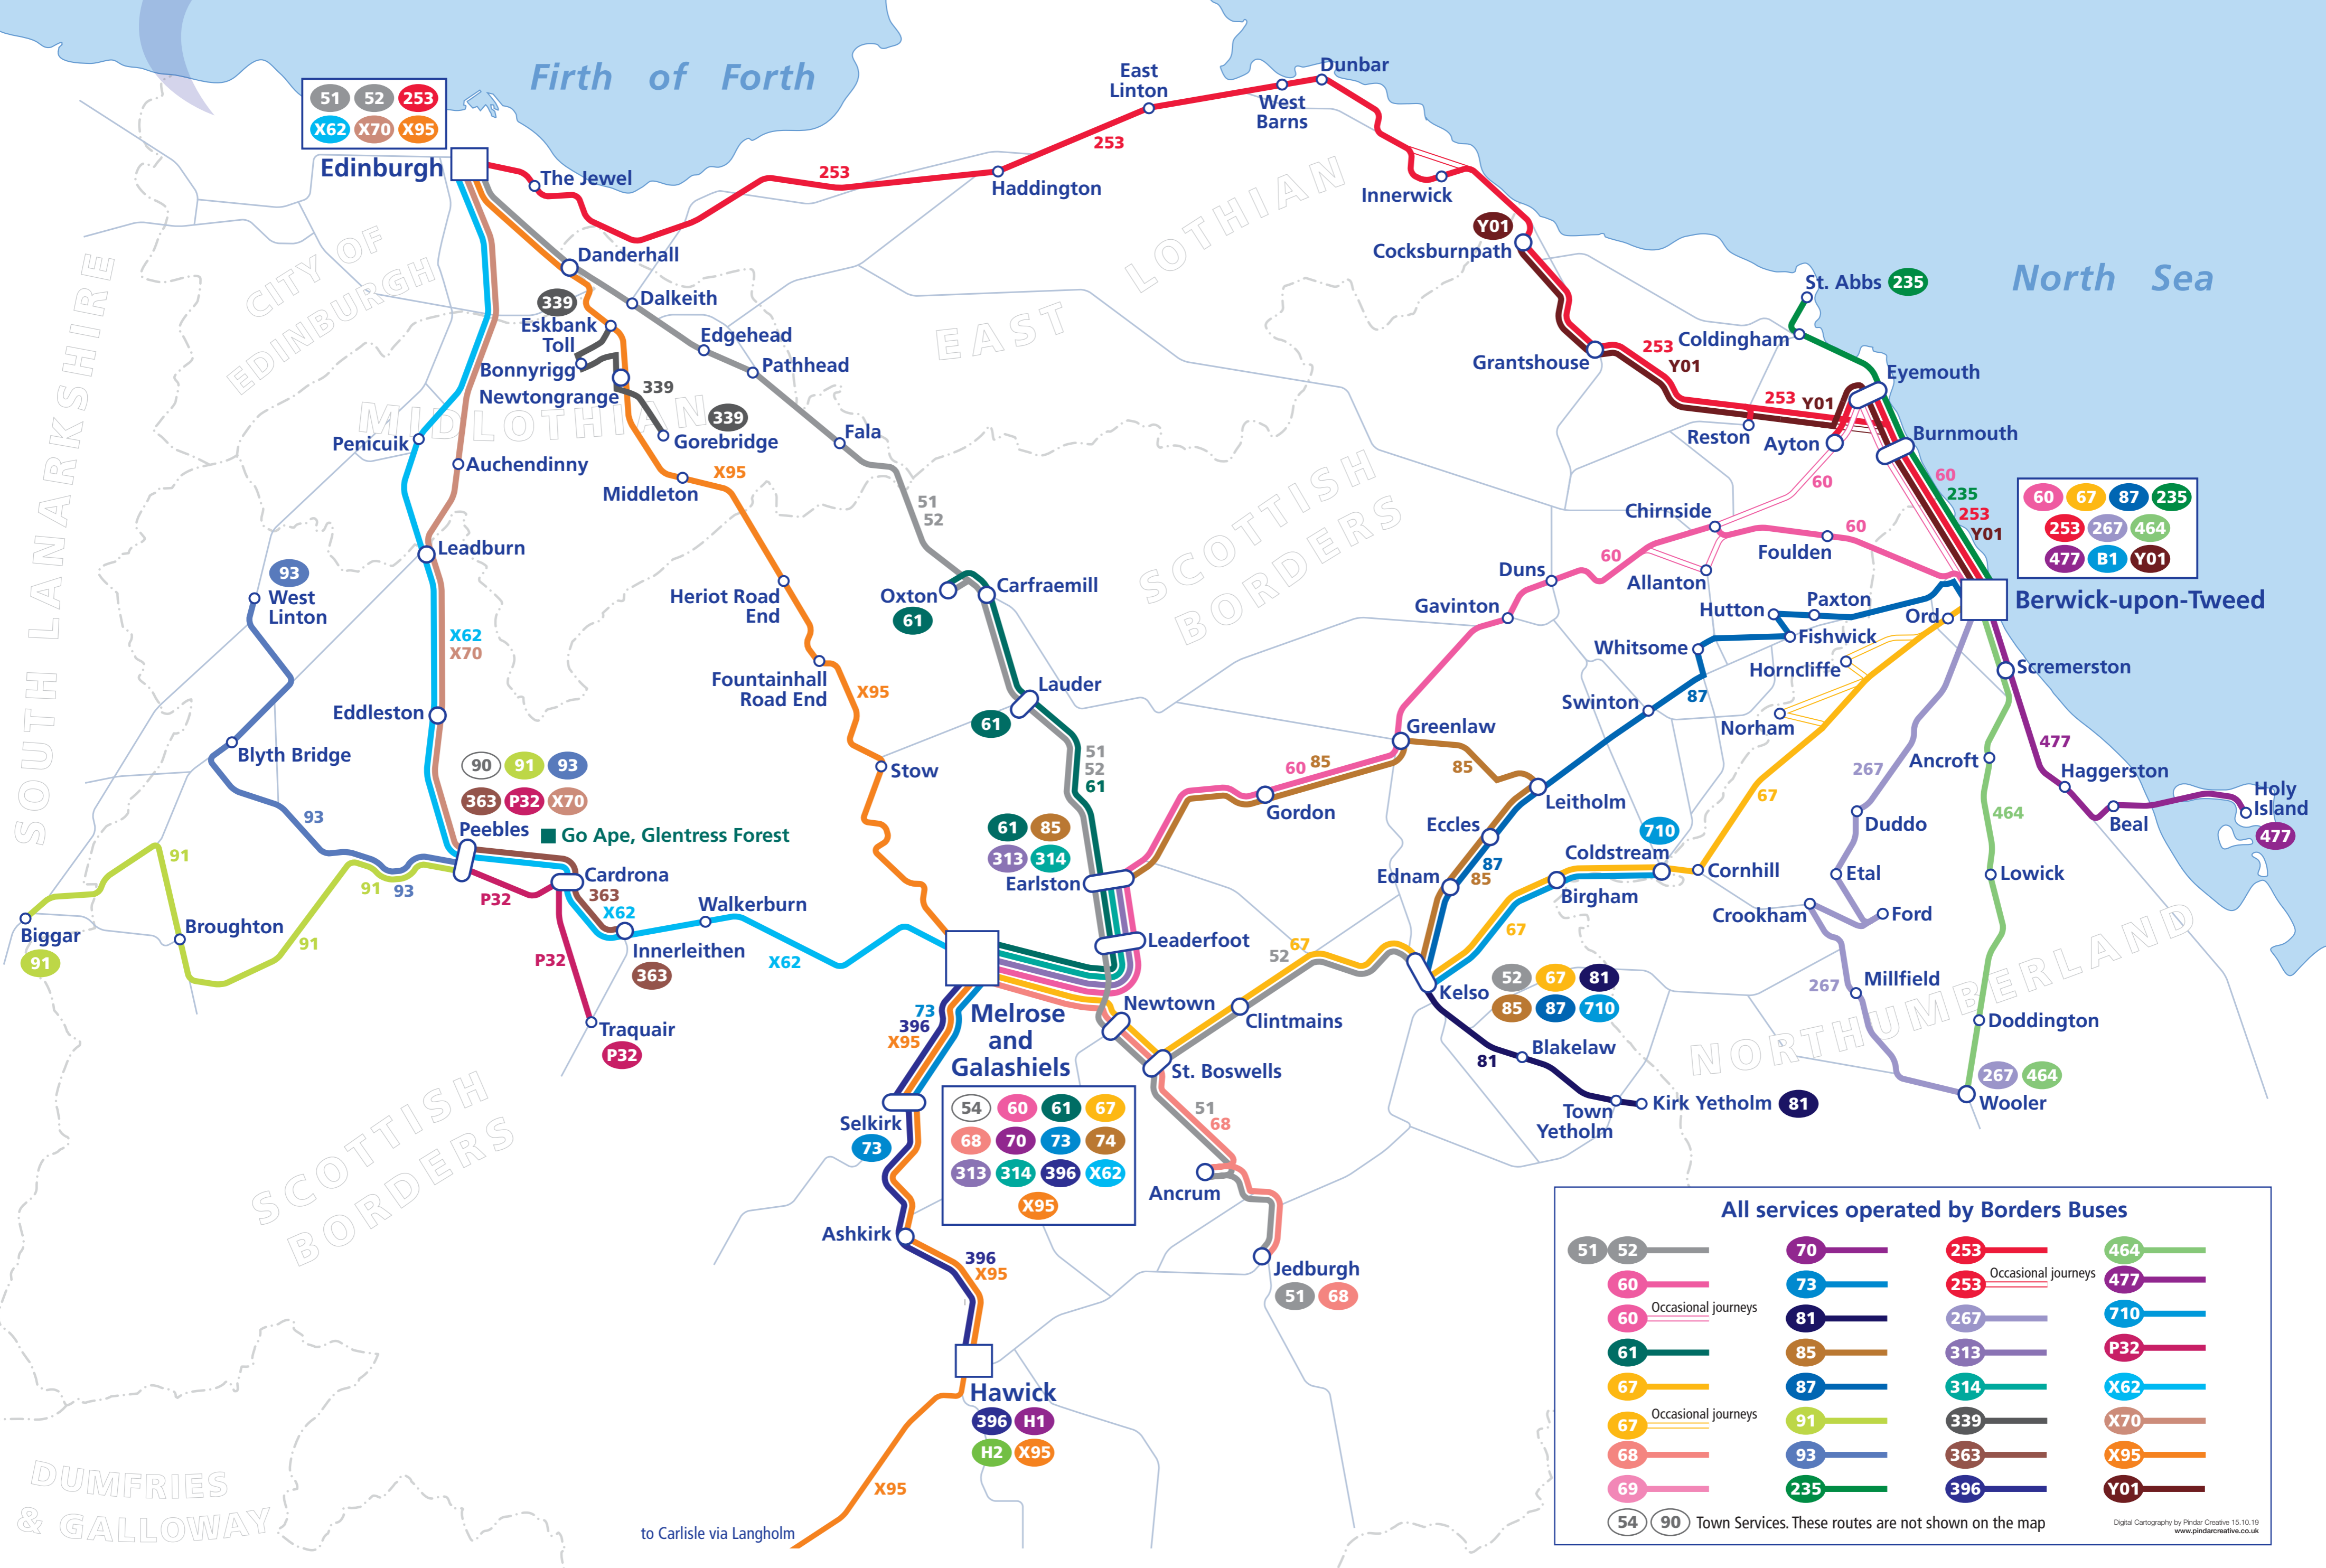 Firth of Forth
North Sea
51 52 253
X62 X70 X95
Edinburgh
The Jewel
253
Haddington
253
East
Linton
West
Barns
Dunbar
Innerwick
Y01
Cocksburnpath
Grantshouse
253
Y01
253
Y01
Reston
Ayton
St. Abbs 235
Coldingham
Eyemouth
Burnmouth
60
235
253
Y01
60 67 87 235
253 267 464
477 B1 Y01
Berwick-upon-Tweed
CITY OF
EDINBURGH
MIDLOTHIAN
EAST
LOTHIAN
SCOTTISH
BORDERS
SOUTH LANARKSHIRE
Danderhall
339
Dalkeith
Eskbank
Toll
Edgehead
Bonnyrigg
Pathhead
Newtongrange
339
339
Gorebridge
Fala
Penicuik
Auchendinny
Middleton
X95
51
52
Leadburn
93
West
Linton
Heriot Road
End
Oxton
61
Carfraemill
X62
X70
Fountainhall
Road End
X95
Lauder
61
Eddleston
Blyth Bridge
Stow
51
52
61
90 91 93
363 P32 X70
93
Peebles
Go Ape, Glentress Forest
91
91
93
P32
Cardrona
363
X62
Walkerburn
Biggar
91
Broughton
91
Innerleithen
363
P32
X62
Traquair
P32
61 85
313 314
Earlston
Leaderfoot
60
85
Gordon
Greenlaw
85
Leitholm
Gavinton
Duns
60
Chirnside
60
60
Foulden
Allanton
Hutton
Paxton
Ord
Whitsome
Fishwick
Horncliffe
87
Swinton
Norham
67
Scremerston
477
Ancroft
Haggerston
Beal
Holy
Island
477
267
464
Duddo
Etal
Lowick
Crookham
Ford
267
Millfield
Doddington
NORTHUMBERLAND
267 464
Wooler
Eccles
87
85
Ednam
710
Coldstream
Cornhill
Birgham
67
52
67
Kelso
52 67 81
85 87 710
Newtown
Clintmains
St. Boswells
81
Blakelaw
Town
Yetholm
Kirk Yetholm 81
Melrose
and
Galashiels
54 60 61 67
68 70 73 74
313 314 396 X62
X95
73
396
X95
Selkirk
73
51
68
Ancrum
Jedburgh
51 68
Ashkirk
396
X95
Hawick
396 H1
H2 X95
X95
to Carlisle via Langholm
SCOTTISH
BORDERS
DUMFRIES
& GALLOWAY
All services operated by Borders Buses
51 52
60
60 Occasional journeys
61
67
67 Occasional journeys
68
69
70
73
81
85
87
91
93
235
253
253 Occasional journeys
267
313
314
339
363
396
464
477
710
P32
X62
X70
X95
Y01
54 90 Town Services. These routes are not shown on the map
Digital Cartography by Pindar Creative 15.10.19
www.pindarcreative.co.uk